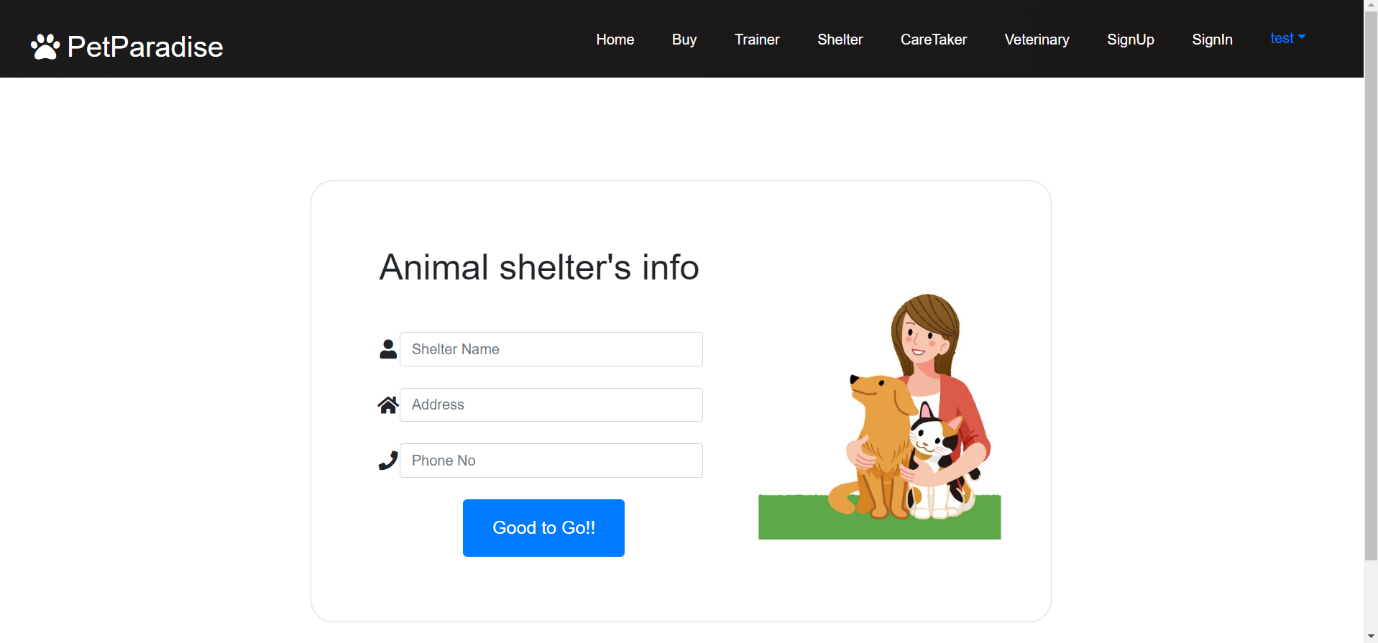 PetParadise
Home Buy Trainer Shelter CareTaker Veterinary SignUp SignIn test
Animal shelter's info
Shelter Name
Address
Phone No
Good to Go!!